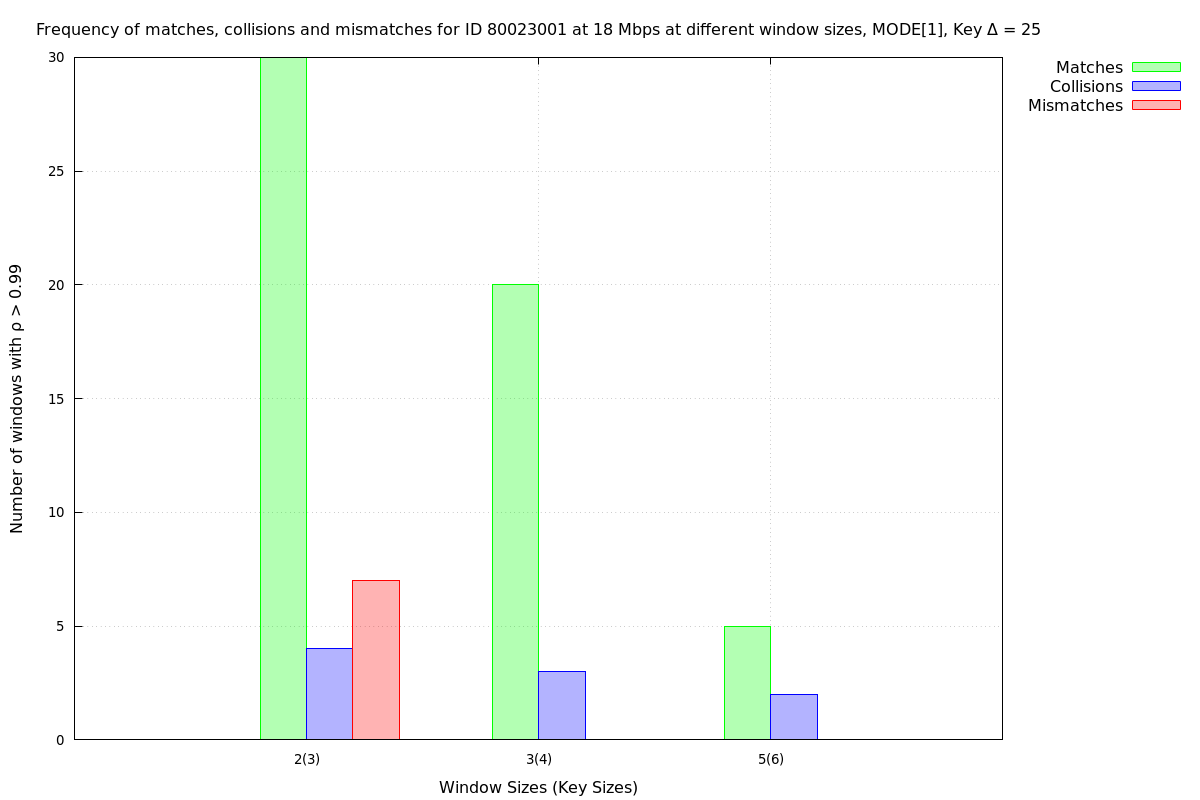 Frequency of matches, collisions and mismatches for ID 80023001 at 18 Mbps at different window sizes, MODE[1], Key Δ = 25
Matches
Collisions
Mismatches
Number of windows with ρ > 0.99
30
25
20
15
10
5
0
2(3) 3(4) 5(6)
Window Sizes (Key Sizes)